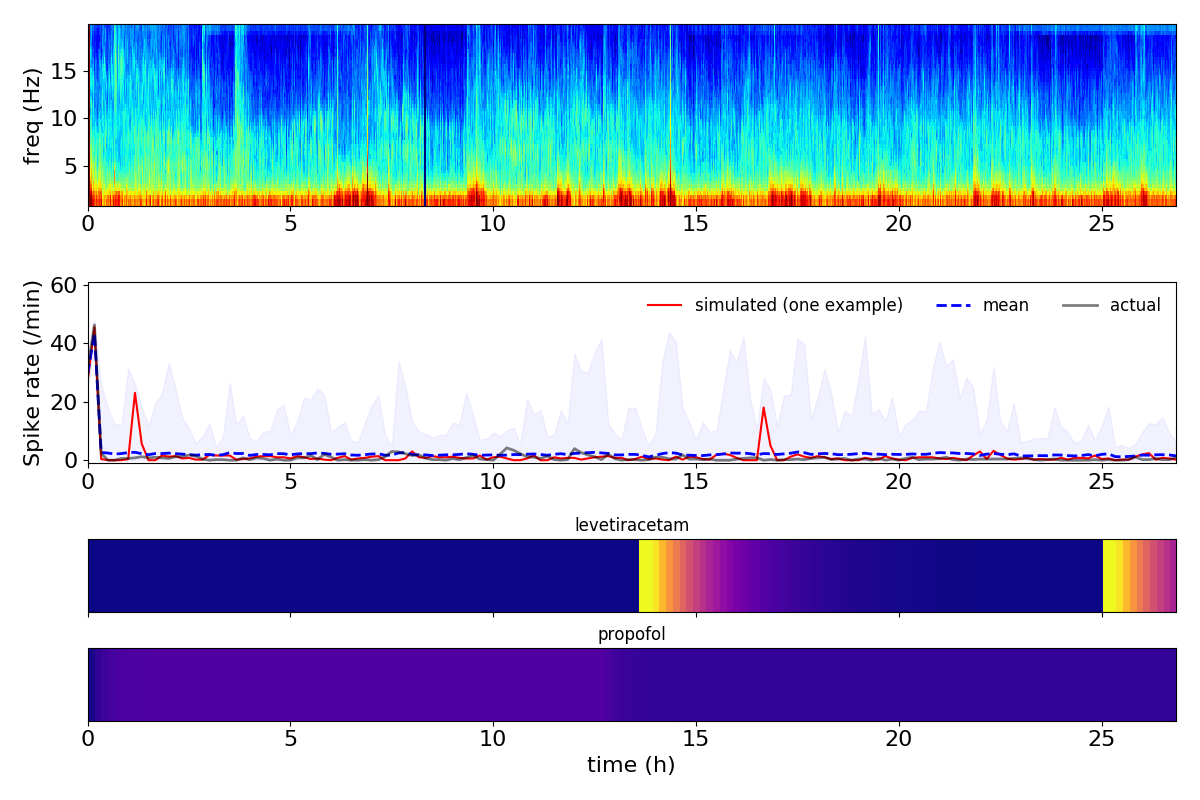 freq (Hz)
15
10
5
0 5 10 15 20 25
Spike rate (/min)
60
40
20
0
simulated (one example) mean actual
0 5 10 15 20 25
levetiracetam
propofol
0 5 10 15 20 25
time (h)